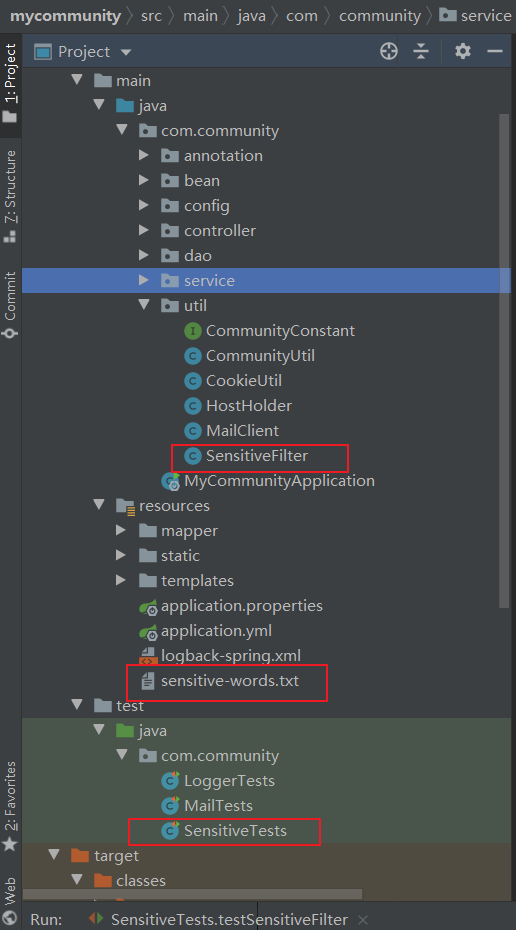 mycommunity src main java com community service
1: Project
Project
main
java
com.community
annotation
7: Structure
bean
config
controller
dao
service
Commit
util
I CommunityConstant
C CommunityUtil
C CookieUtil
C HostHolder
C MailClient
C SensitiveFilter
MyCommunityApplication
resources
mapper
static
templates
application.properties
application.yml
logback-spring.xml
sensitive-words.txt
test
java
com.community
2: Favorites
C LoggerTests
C MailTests
C SensitiveTests
target
classes
Web
Run: SensitiveTests.testSensitiveFilter